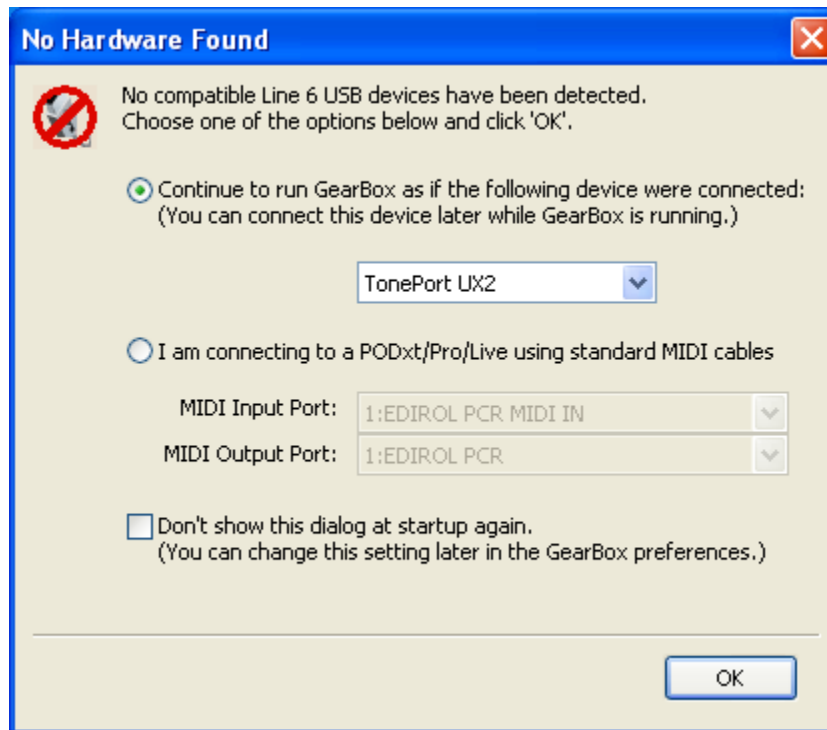 No Hardware Found
No compatible Line 6 USB devices have been detected.
Choose one of the options below and click 'OK'.
Continue to run GearBox as if the following device were connected:
(You can connect this device later while GearBox is running.)
TonePort UX2
I am connecting to a PODxt/Pro/Live using standard MIDI cables
MIDI Input Port: 1:EDIROL PCR MIDI IN
MIDI Output Port: 1:EDIROL PCR
Don't show this dialog at startup again.
(You can change this setting later in the GearBox preferences.)
OK